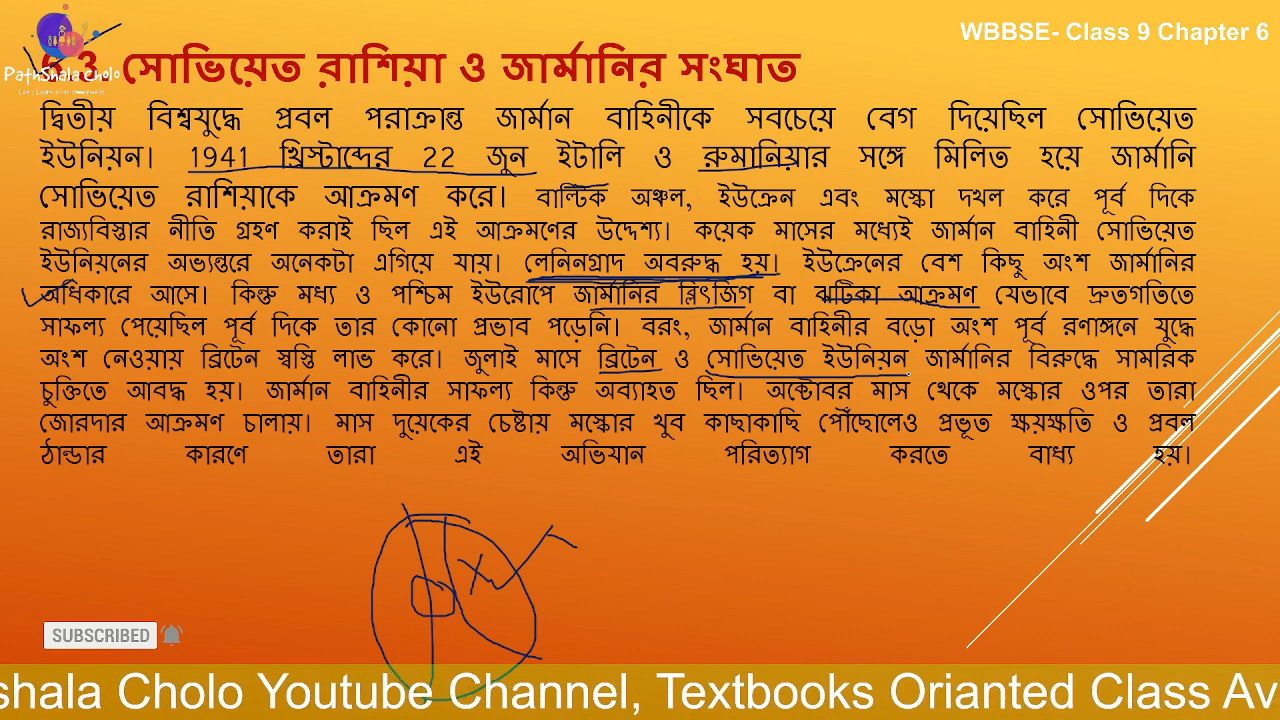 WBBSE- Class 9 Chapter 6
PathShala Cholo
6.3. সোভিয়েত রাশিয়া ও জার্মানির সংঘাত
দ্বিতীয় বিশ্বযুদ্ধে প্রবল পরাক্রান্ত জার্মান বাহিনীকে সবচেয়ে বেগ দিয়েছিল সোভিয়েত
ইউনিয়ন। 1941 খ্রিস্টাব্দের 22 জুন ইটালি ও রুমানিয়ার সঙ্গে মিলিত হয়ে জার্মানি
সোভিয়েত রাশিয়াকে আক্রমণ করে। বাল্টিক অঞ্চল, ইউক্রেন এবং মস্কো দখল করে পূর্ব দিকে
রাজ্যবিস্তার নীতি গ্রহণ করাই ছিল এই আক্রমণের উদ্দেশ্য। কয়েক মাসের মধ্যেই জার্মান বাহিনী সোভিয়েত
ইউনিয়নের অভ্যন্তরে অনেকটা এগিয়ে যায়। লেনিনগ্রাদ অবরুদ্ধ হয়। ইউক্রেনের বেশ কিছু অংশ জার্মানির
অধিকারে আসে। কিন্তু মধ্য ও পশ্চিম ইউরোপে জার্মানির ব্লিৎজিগ বা ঝটিকা আক্রমণ যেভাবে দ্রুতগতিতে
সাফল্য পেয়েছিল পূর্ব দিকে তার কোনো প্রভাব পড়েনি। বরং, জার্মান বাহিনীর বড়ো অংশ পূর্ব রণাঙ্গনে যুদ্ধে
অংশ নেওয়ায় ব্রিটেন স্বস্তি লাভ করে। জুলাই মাসে ব্রিটেন ও সোভিয়েত ইউনিয়ন জার্মানির বিরুদ্ধে সামরিক
চুক্তিতে আবদ্ধ হয়। জার্মান বাহিনীর সাফল্য কিন্তু অব্যাহত ছিল। অক্টোবর মাস থেকে মস্কোর ওপর তারা
জোরদার আক্রমণ চালায়। মাস দুয়েকের চেষ্টায় মস্কোর খুব কাছাকাছি পৌঁছোলেও প্রভূত ক্ষয়ক্ষতি ও প্রবল
ঠান্ডার কারণে তারা এই অভিযান পরিত্যাগ করতে বাধ্য হয়।
SUBSCRIBED
shala Cholo Youtube Channel, Textbooks Orianted Class Av